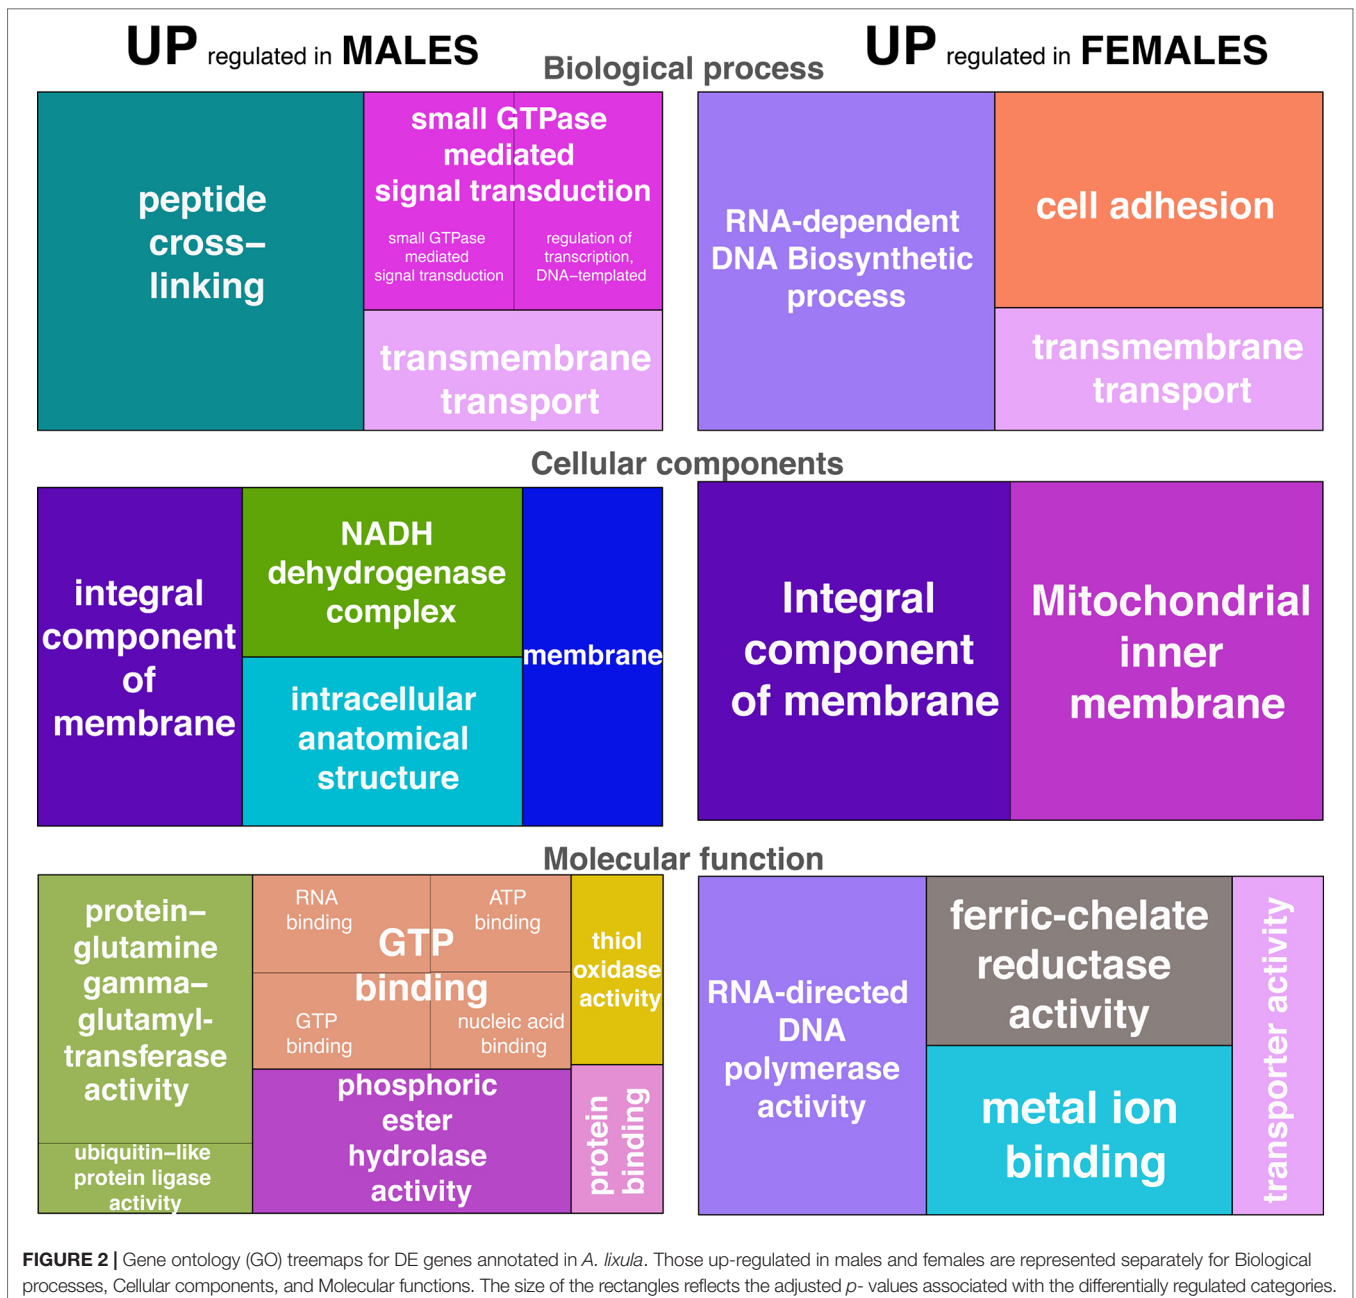 UP regulated in MALES
UP regulated in FEMALES
Biological process
peptide
cross–
linking
small GTPase
mediated
signal transduction
small GTPase
mediated
signal transduction
regulation of
transcription,
DNA–templated
transmembrane
transport
RNA-dependent
DNA Biosynthetic
process
cell adhesion
transmembrane
transport
Cellular components
integral
component
of
membrane
NADH
dehydrogenase
complex
intracellular
anatomical
structure
membrane
Integral
component
of membrane
Mitochondrial
inner
membrane
Molecular function
protein–
glutamine
gamma–
glutamyl-
transferase
activity
ubiquitin–like
protein ligase
activity
RNA
binding
ATP
binding
GTP
binding
GTP
binding
nucleic acid
binding
phosphoric
ester
hydrolase
activity
thiol
oxidase
activity
protein
binding
RNA-directed
DNA
polymerase
activity
ferric-chelate
reductase
activity
metal ion
binding
transporter activity
FIGURE 2 | Gene ontology (GO) treemaps for DE genes annotated in A. lixula. Those up-regulated in males and females are represented separately for Biological
processes, Cellular components, and Molecular functions. The size of the rectangles reflects the adjusted p- values associated with the differentially regulated categories.